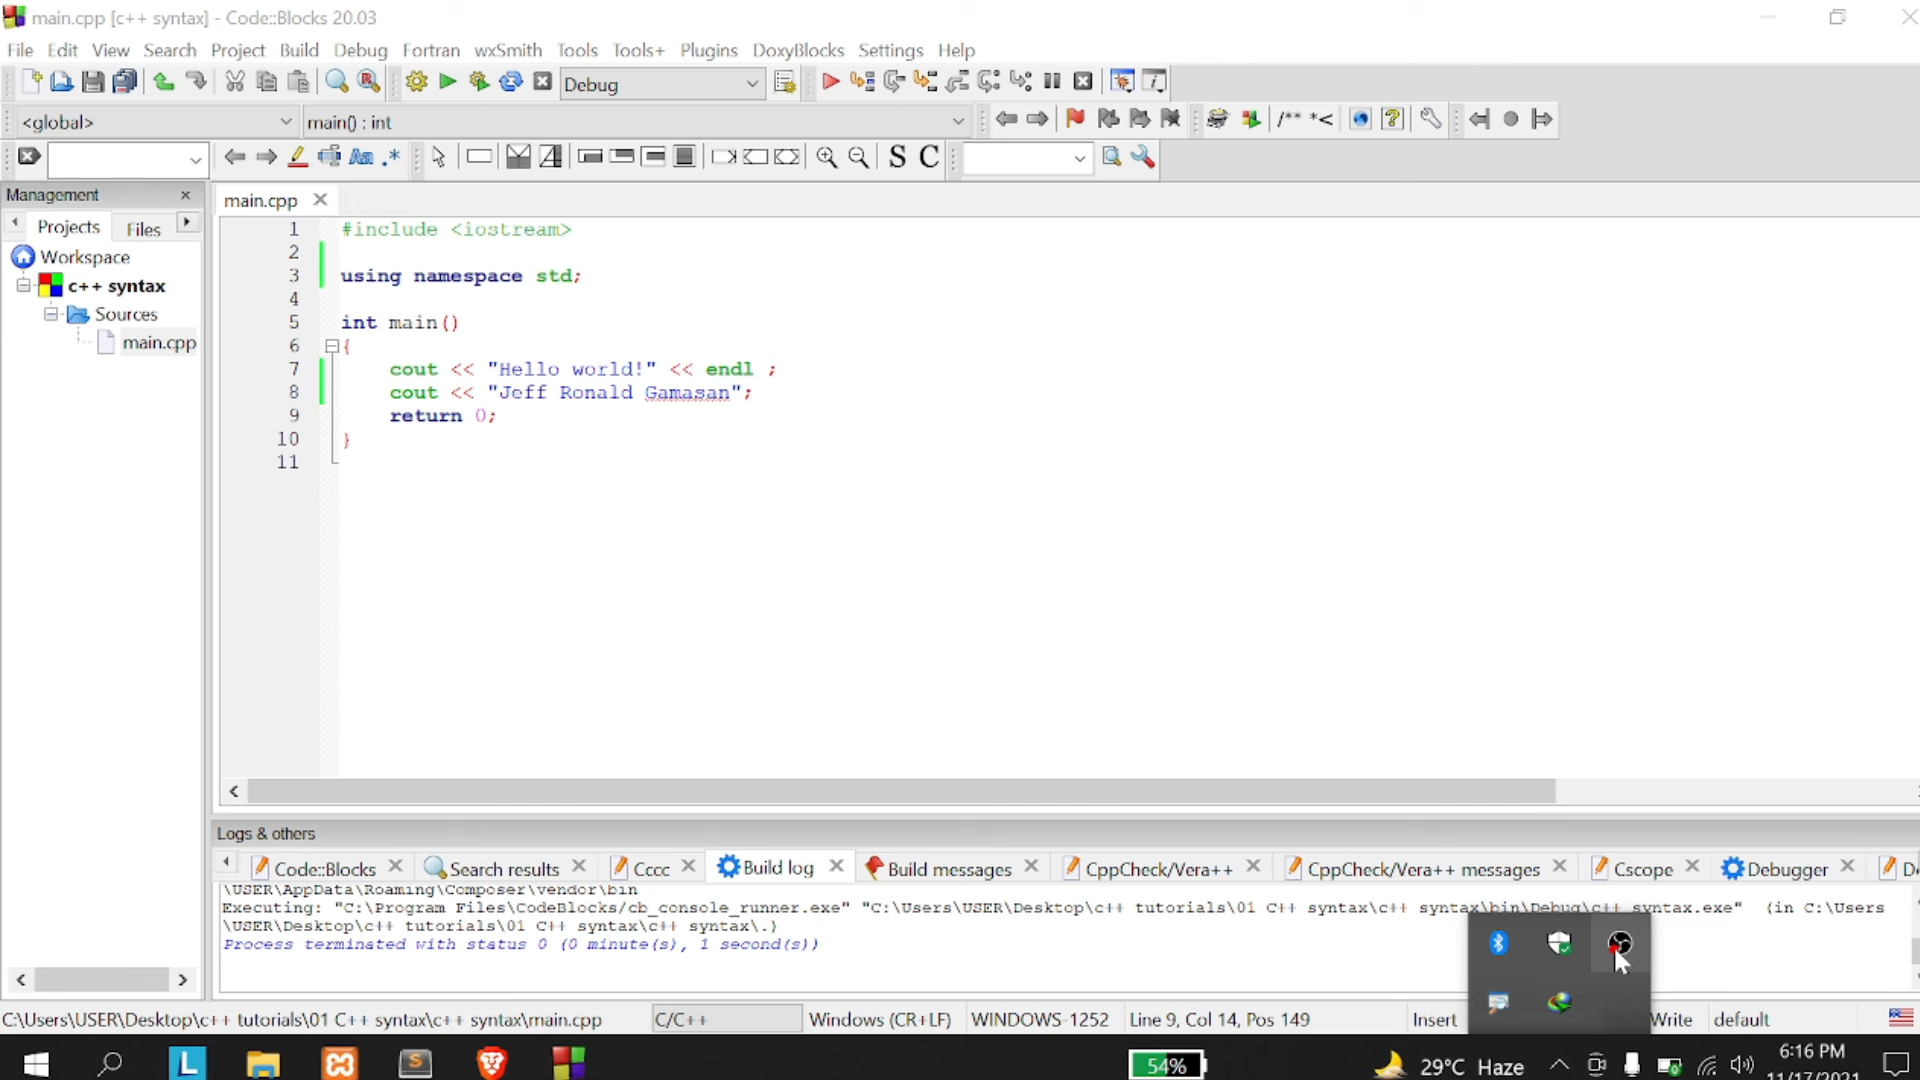 main.cpp [c++ syntax] - Code::Blocks 20.03
File Edit View Search Project Build Debug Fortran wxSmith Tools Tools+ Plugins DoxyBlocks Settings Help
Debug
<global> main() : int
/** *<
Aa .* S C
Management
main.cpp
Projects Files
Workspace
c++ syntax
Sources
main.cpp
1 #include <iostream>
2
3 using namespace std;
4
5 int main()
6 {
7 cout << "Hello world!" << endl ;
8 cout << "Jeff Ronald Gamasan";
9 return 0;
10 }
11
Logs & others
Code::Blocks Search results Cccc Build log Build messages CppCheck/Vera++ CppCheck/Vera++ messages Cscope Debugger
\USER\AppData\Roaming\Composer\vendor\bin
Executing: "C:\Program Files\CodeBlocks/cb_console_runner.exe" "C:\Users\USER\Desktop\c++ tutorials\01 C++ syntax\c++ syntax\bin\Debug\c++ syntax.exe" (in C:\Users
\USER\Desktop\c++ tutorials\01 C++ syntax\c++ syntax\.)
Process terminated with status 0 (0 minute(s), 1 second(s))
C:\Users\USER\Desktop\c++ tutorials\01 C++ syntax\c++ syntax\main.cpp C/C++ Windows (CR+LF) WINDOWS-1252 Line 9, Col 14, Pos 149 Insert Write default
54% 29°C Haze 6:16 PM
11/17/2021